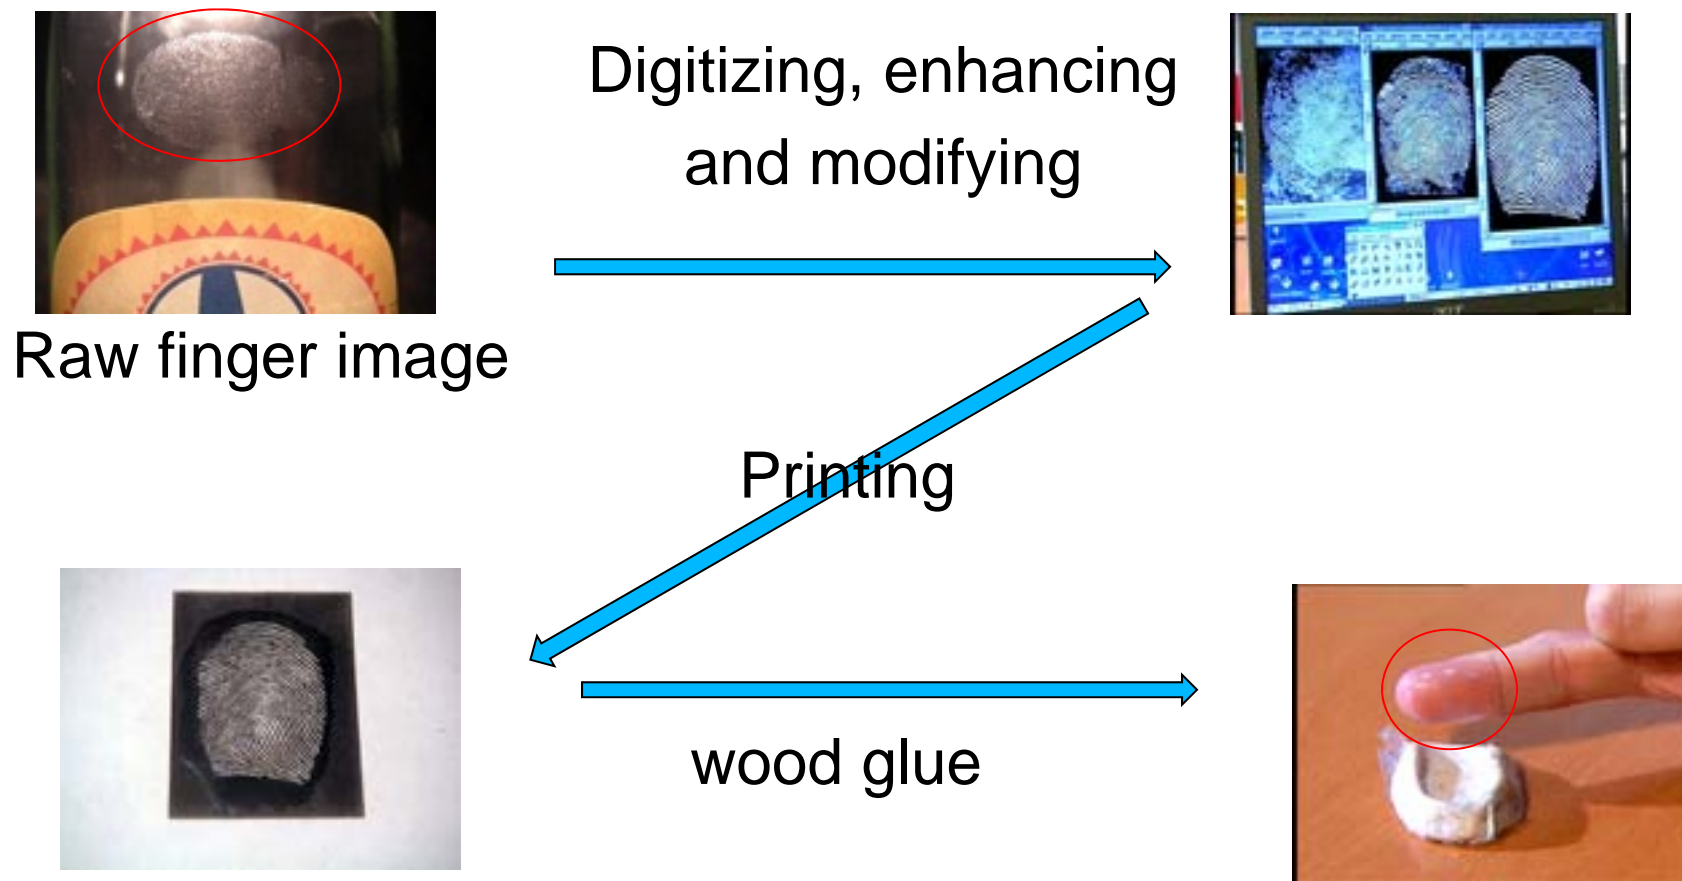 Digitizing, enhancing
and modifying
Raw finger image
Printing
wood glue